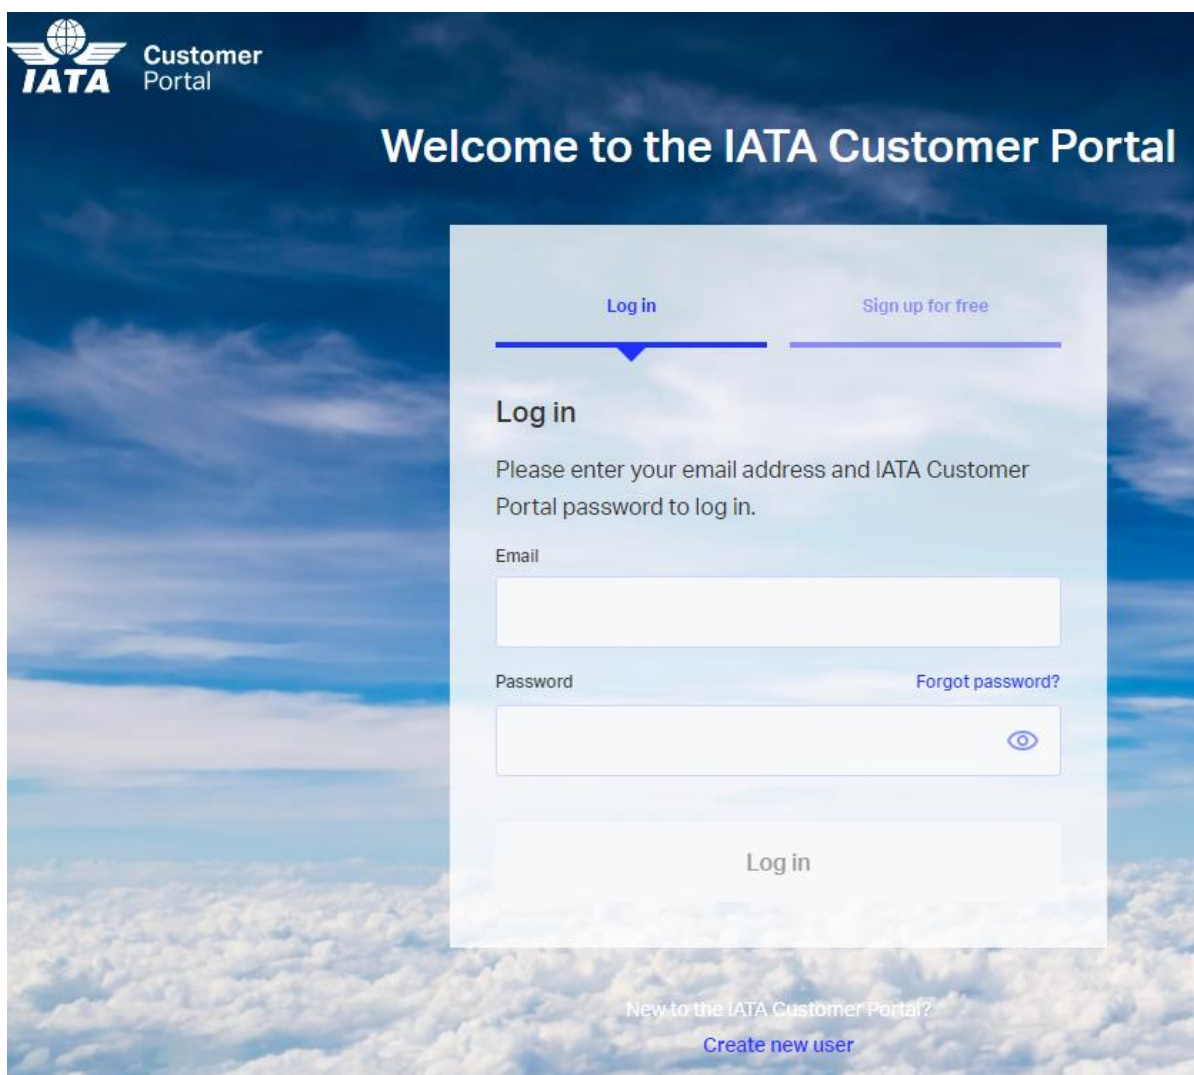 IATA
Customer
Portal
Welcome to the IATA Customer Portal
Log in
Sign up for free
Log in
Please enter your email address and IATA Customer
Portal password to log in.
Email
Password
Forgot password?
Log in
New to the IATA Customer Portal?
Create new user